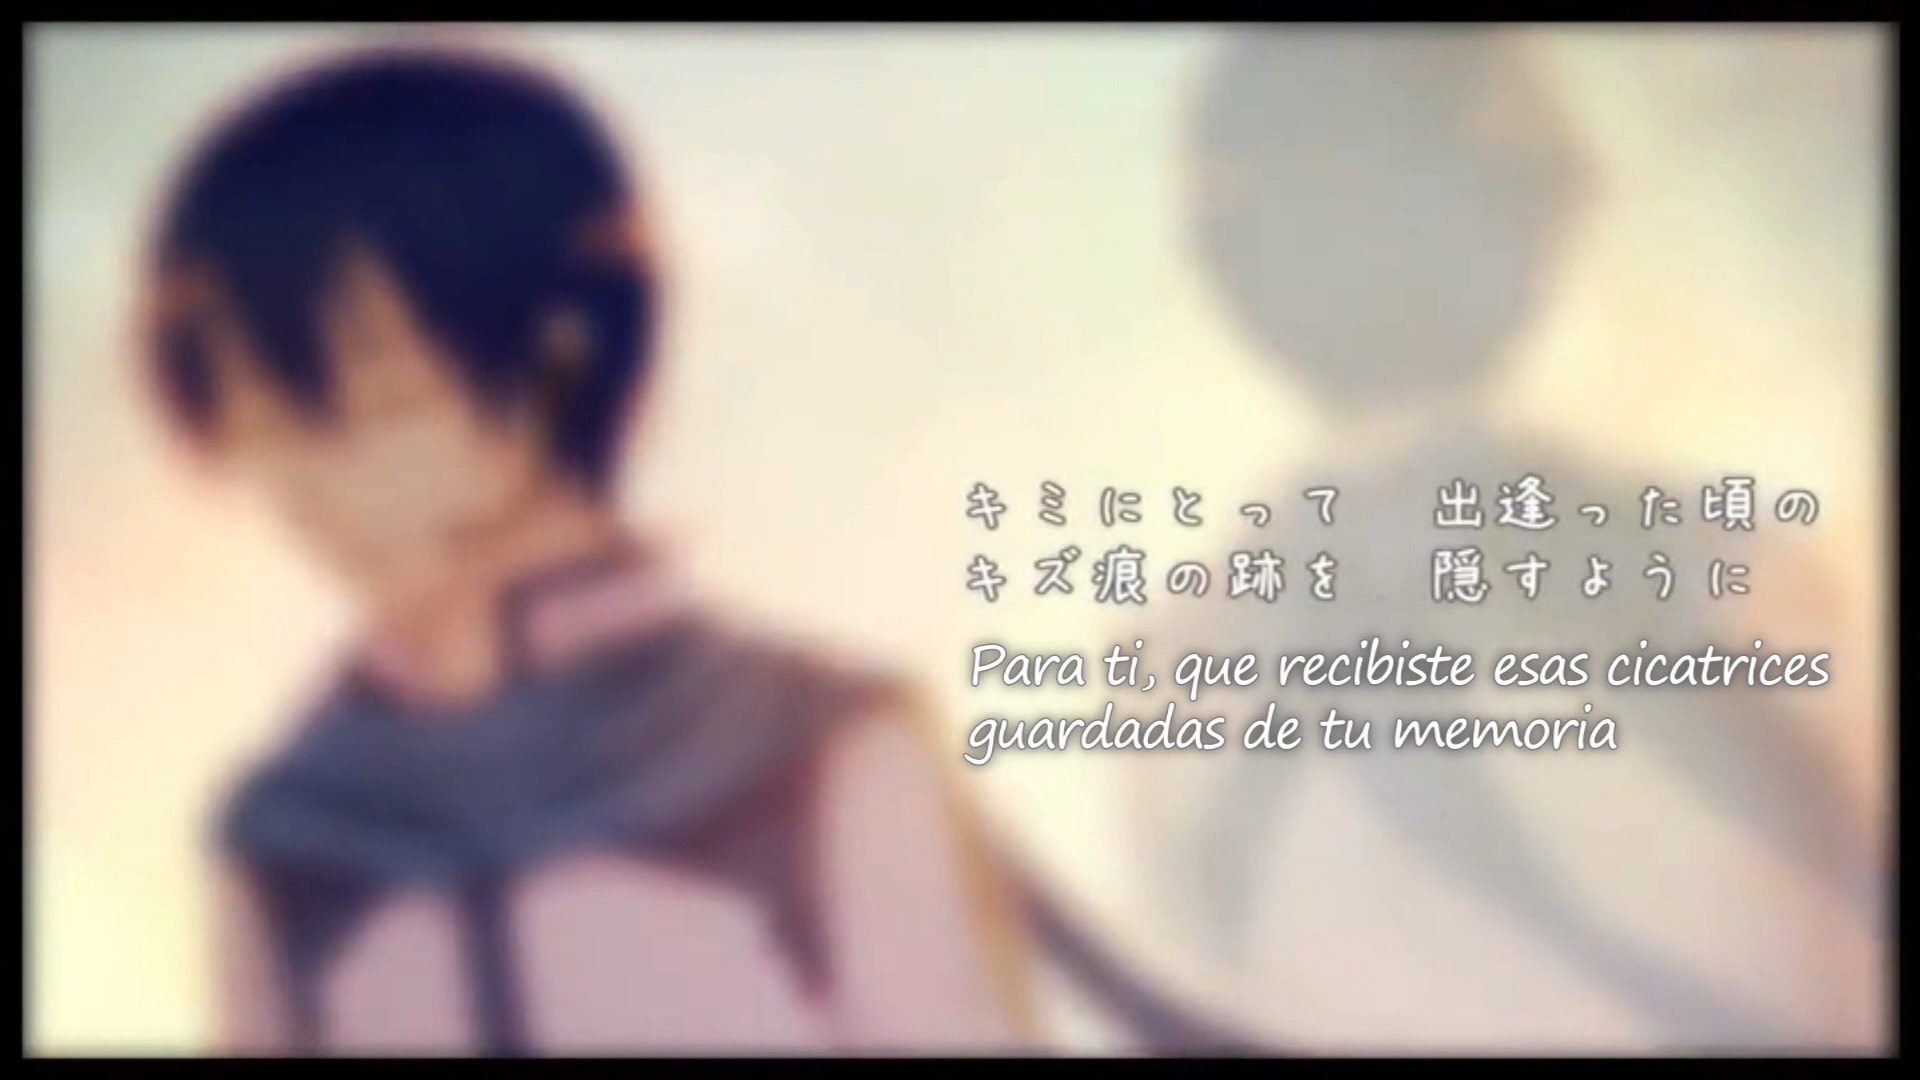 キミにとって　出逢った頃の
キズ痕の跡を　隠すように
Para ti, que recibiste esas cicatrices
guardadas de tu memoria